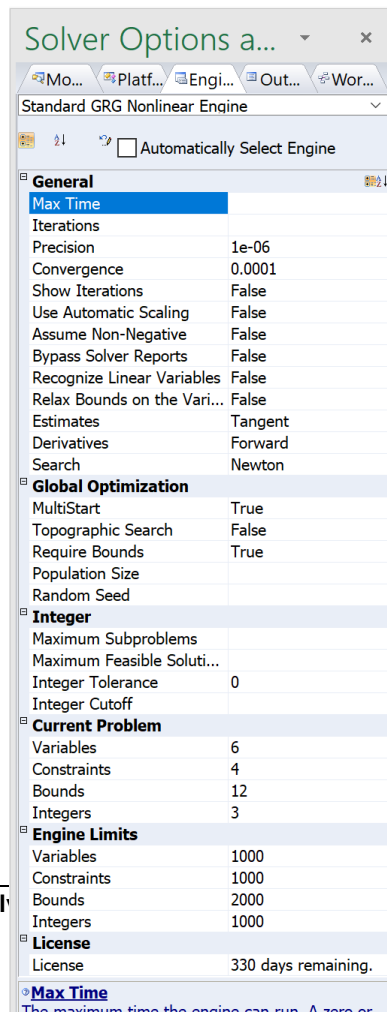 Solver Options a...
Mo... Platf... Engi... Out... Wor...
Standard GRG Nonlinear Engine
Automatically Select Engine
General
Max Time
Iterations
Precision 1e-06
Convergence 0.0001
Show Iterations False
Use Automatic Scaling False
Assume Non-Negative False
Bypass Solver Reports False
Recognize Linear Variables False
Relax Bounds on the Vari... False
Estimates Tangent
Derivatives Forward
Search Newton
Global Optimization
MultiStart True
Topographic Search False
Require Bounds True
Population Size
Random Seed
Integer
Maximum Subproblems
Maximum Feasible Soluti...
Integer Tolerance 0
Integer Cutoff
Current Problem
Variables 6
Constraints 4
Bounds 12
Integers 3
Engine Limits
Variables 1000
Constraints 1000
Bounds 2000
Integers 1000
License
License 330 days remaining.
Max Time
The maximum time the engine can run. A zero or